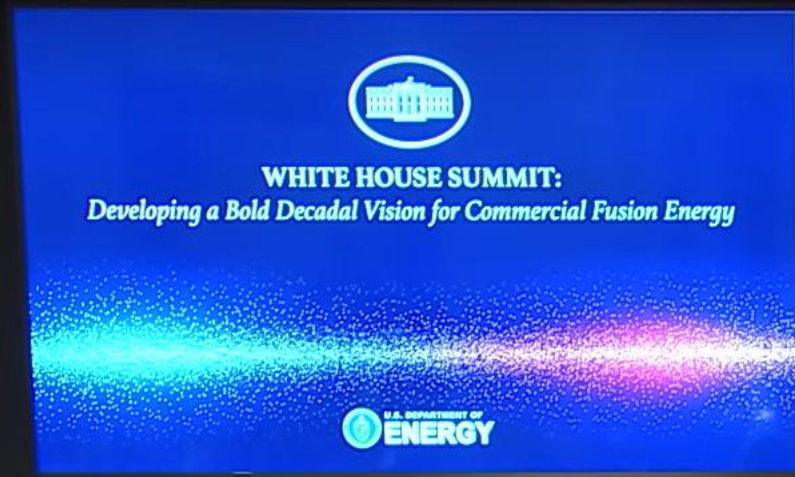 WHITE HOUSE SUMMIT:
Developing a Bold Decadal Vision for Commercial Fusion Energy
U.S. DEPARTMENT OF
ENERGY